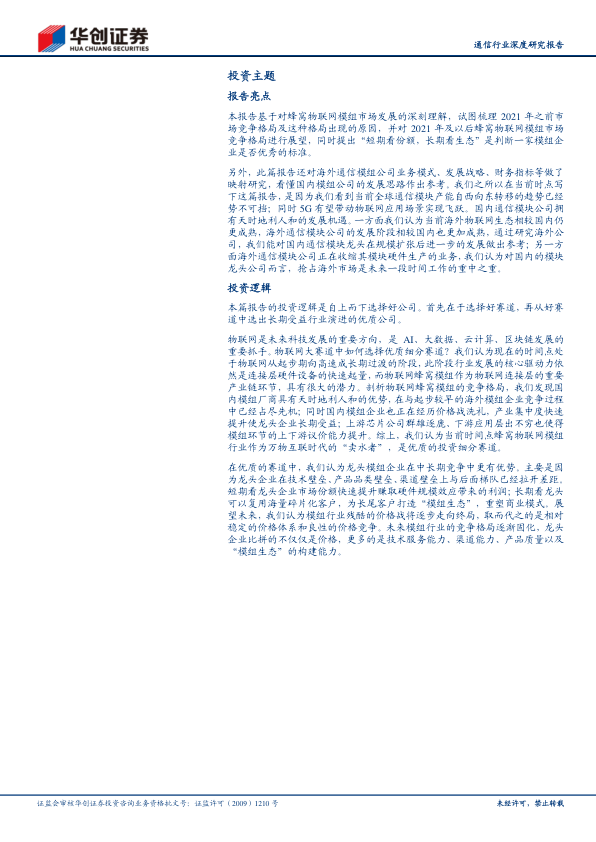 华创证券
HUA CHUANG SECURITIES
通信行业深度研究报告
投资主题
报告亮点
本报告基于对蜂窝物联网模组市场发展的深刻理解，试图梳理 2021 年之前市
场竞争格局及这种格局出现的原因，并对 2021 年及以后蜂窝物联网模组市场
竞争格局进行展望，同时提出“短期看份额，长期看生态”是判断一家模组企
业是否优秀的标准。
另外，此篇报告还对海外通信模组公司业务模式、发展战略、财务指标等做了
映射研究，看懂国内模组公司的发展思路作出参考。我们之所以在当前时点写
下这篇报告，是因为我们看到当前全球通信模块产能自西向东转移的趋势已经
势不可挡；同时 5G 有望带动物联网应用场景实现飞跃。国内通信模块公司拥
有天时地利人和的发展机遇。一方面我们认为当前海外物联网生态相较国内仍
更成熟，海外通信模块公司的发展阶段相较国内也更加成熟，通过研究海外公
司，我们能对国内通信模块龙头在规模扩张后进一步的发展做出参考；另一方
面海外通信模块公司正在收缩其模块硬件生产的业务，我们认为对国内的模块
龙头公司而言，抢占海外市场是未来一段时间工作的重中之重。
投资逻辑
本篇报告的投资逻辑是自上而下选择好公司。首先在于选择好赛道，再从好赛
道中选出长期受益行业演进的优质公司。
物联网是未来科技发展的重要方向，是 AI、大数据、云计算、区块链发展的
重要抓手。物联网大赛道中如何选择优质细分赛道？我们认为现在的时间点处
于物联网从起步期向高速成长期过渡的阶段，此阶段行业发展的核心驱动力依
然是连接层硬件设备的快速起量，而物联网蜂窝模组作为物联网连接层的重要
产业链环节，具有很大的潜力。剖析物联网蜂窝模组的竞争格局，我们发现国
内模组厂商具有天时地利人和的优势，在与起步较早的海外模组企业竞争过程
中已经占尽先机；同时国内模组企业也正在经历价格战洗礼，产业集中度快速
提升使龙头企业长期受益；上游芯片公司群雄逐鹿、下游应用层出不穷也使得
模组环节的上下游议价能力提升。综上，我们认为当前时间点蜂窝物联网模组
行业作为万物互联时代的“卖水者”，是优质的投资细分赛道。
在优质的赛道中，我们认为龙头模组企业在中长期竞争中更有优势。主要是因
为龙头企业在技术壁垒、产品品类壁垒、渠道壁垒上与后面梯队已经拉开差距。
短期看龙头企业市场份额快速提升赚取硬件规模效应带来的利润；长期看龙头
可以复用海量碎片化客户，为长尾客户打造“模组生态”，重塑商业模式。展
望未来，我们认为模组行业残酷的价格战将逐步走向终局，取而代之的是相对
稳定的价格体系和良性的价格竞争。未来模组行业的竞争格局逐渐固化，龙头
企业比拼的不仅仅是价格，更多的是技术服务能力、渠道能力、产品质量以及
“模组生态”的构建能力。
证监会审核华创证券投资咨询业务资格批文号：证监许可（2009）1210 号
未经许可，禁止转载